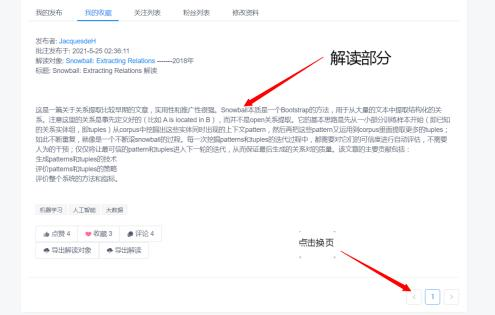 我的发布 我的收藏 关注列表 粉丝列表 修改资料
发布者: JacquesdeH
批注发布于: 2021-5-25 02:36:11
解读对象: Snowball: Extracting Relations -------2018年
标题: Snowball: Extracting Relations 解读
解读部分
这是一篇关于关系提取比较早期的文章，实用性和推广性很强。Snowball本质是一个Bootstrap的方法，用于从大量的文本中提取结构化的关
系。注意这里的关系是事先定义好的（比如 A is located in B ），而并不是open关系提取。它的基本思路是先从一小部分训练样本开始（即已知
的关系实体组，即tuples）从corpus中挖掘出这些实体同时出现的上下文pattern，然后再把这些pattern又运用到corpus里面提取更多的tuples；
如此不断重复，就像是一个不断滚snowball的过程。每一次挖掘patterns和tuples的迭代过程中，都需要对它们的可信度进行自动评估，不需要
人为的干预；仅仅将让最可信的pattern和tuples进入下一轮的迭代，从而保证最后生成的关系对的质量。该文章的主要贡献包括：
生成patterns和tuples的技术
评价patterns和tuples的策略
评价整个系统的方法和指标。
机器学习 人工智能 大数据
点赞 4 收藏 3 评论 4
导出解读对象 导出解读
点击换页
< 1 >